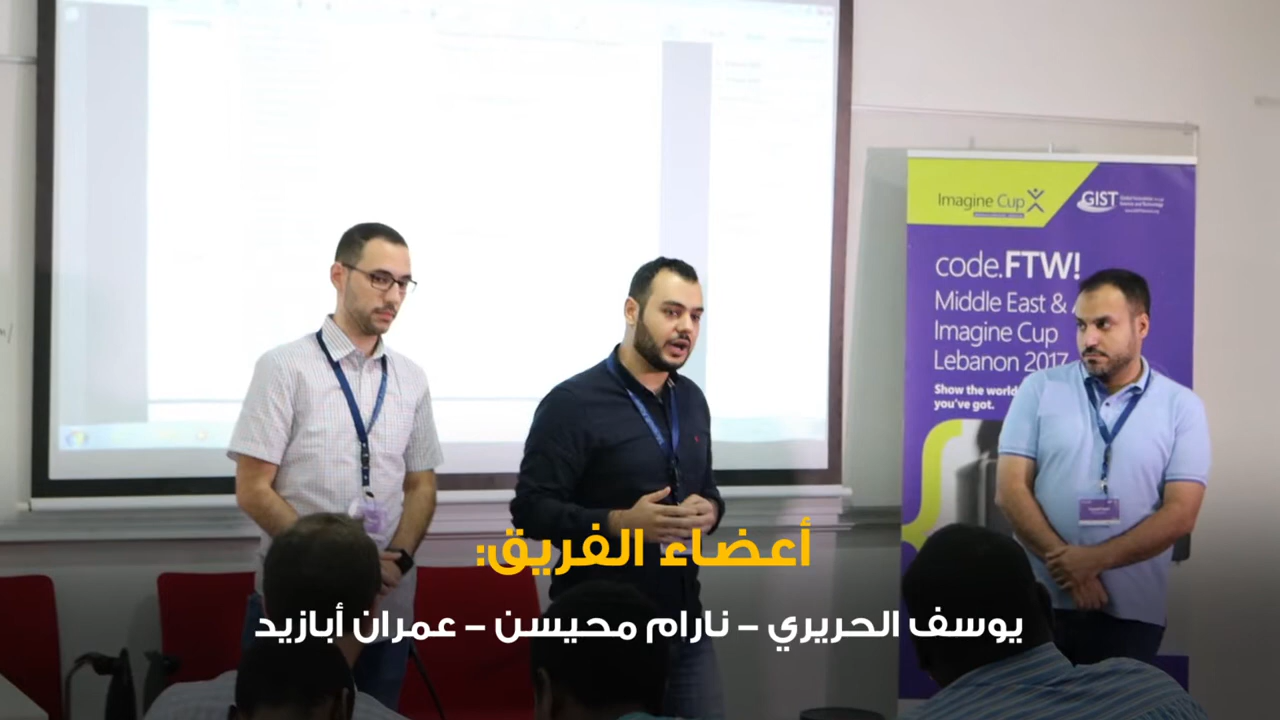 Imagine Cup
GIST
code.FTW!
Middle East &
Imagine Cup
Lebanon 2017
Show the world
you've got.
أعضاء الفريق:
يوسف الحريري - نارام محيسن - عمران أبازيد